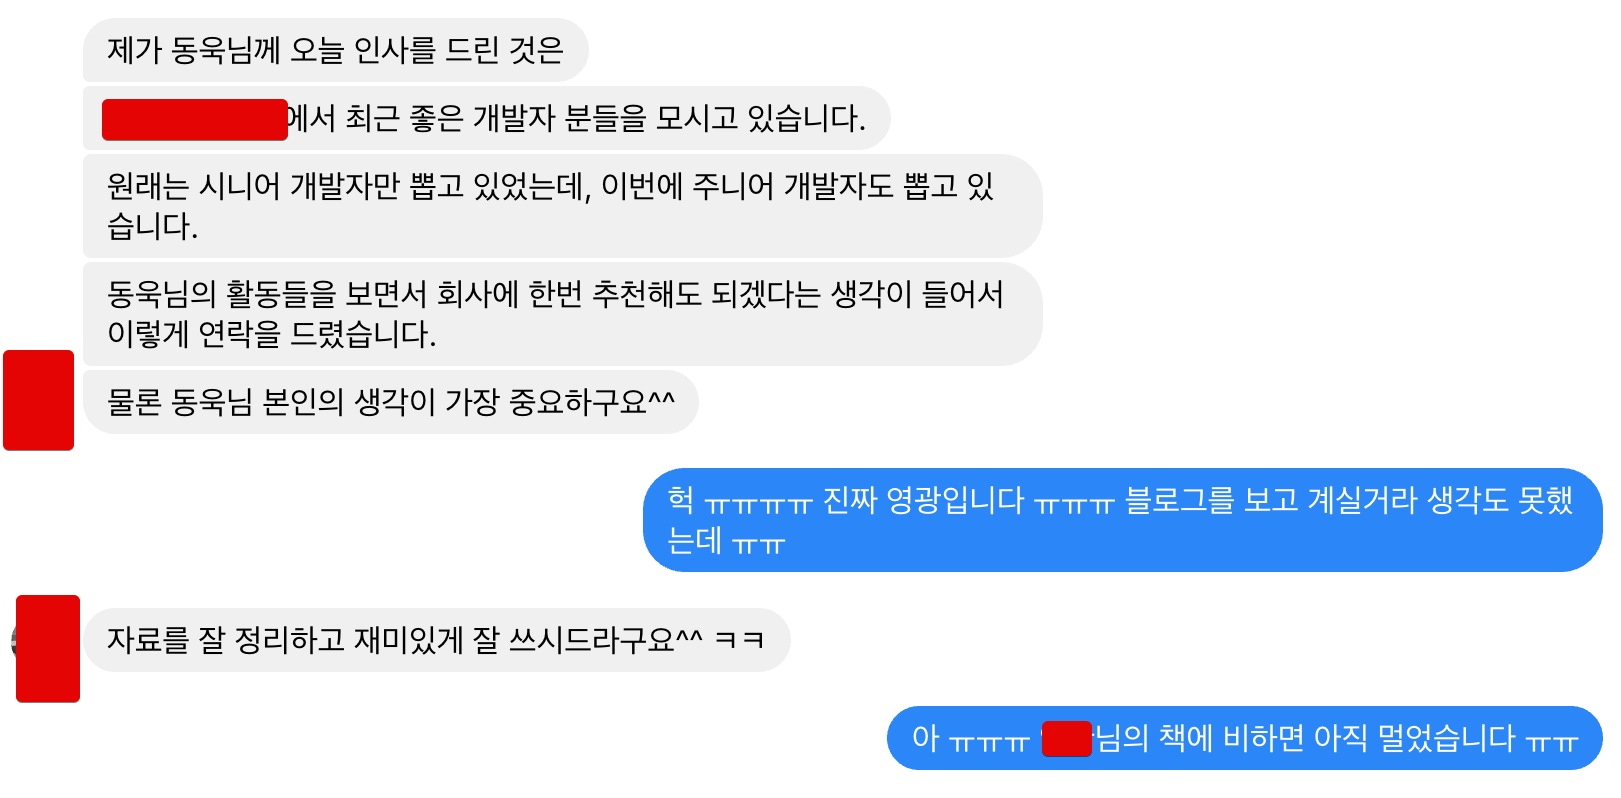 제가 동욱님께 오늘 인사를 드린 것은
에서 최근 좋은 개발자 분들을 모시고 있습니다.
원래는 시니어 개발자만 뽑고 있었는데, 이번에 주니어 개발자도 뽑고 있
습니다.
동욱님의 활동들을 보면서 회사에 한번 추천해도 되겠다는 생각이 들어서
이렇게 연락을 드렸습니다.
물론 동욱님 본인의 생각이 가장 중요하구요^^
헉 ㅠㅠㅠㅠ 진짜 영광입니다 ㅠㅠㅠ 블로그를 보고 계실거라 생각도 못했
는데 ㅠㅠ
자료를 잘 정리하고 재미있게 잘 쓰시드라구요^^ ㅋㅋ
아 ㅠㅠㅠ 님의 책에 비하면 아직 멀었습니다 ㅠㅠ